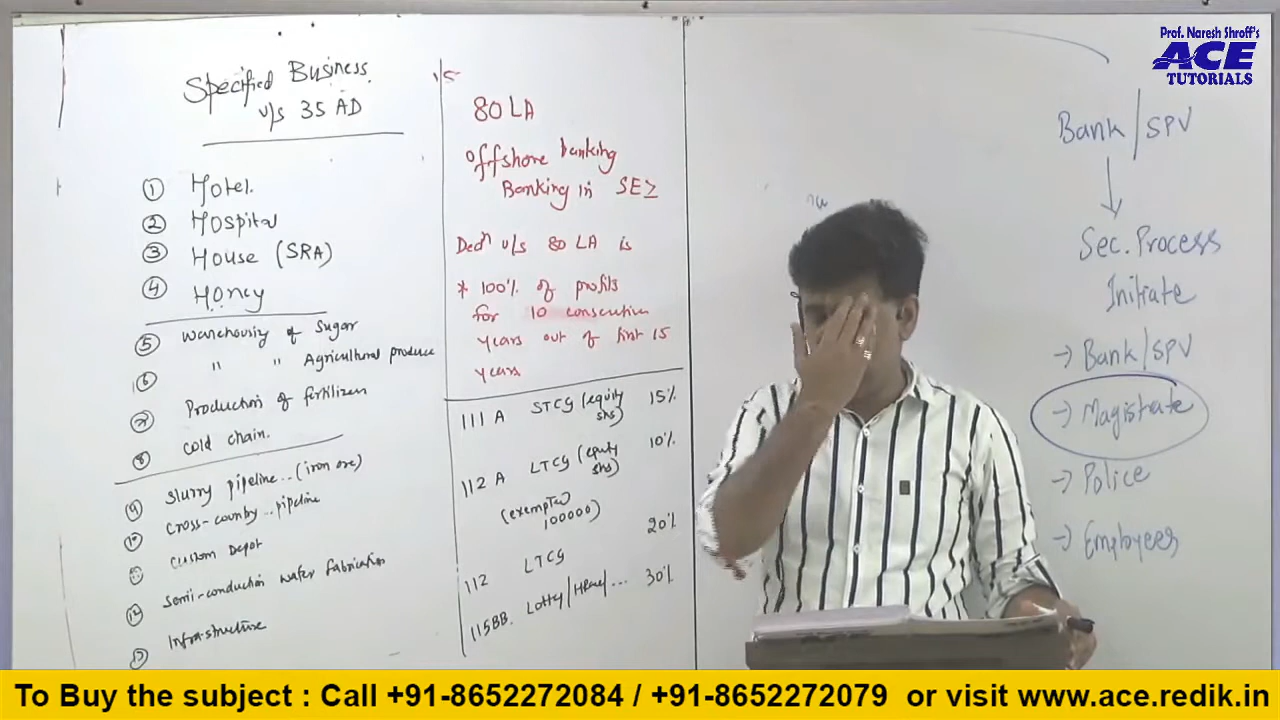 Specified Business
u/s 35 AD
① Hotel.
② Hospital
③ House (SRA)
④ Honey
⑤ Warehousing of Sugar
⑥ " " Agricultural produce
⑦ Production of fertilizer
⑧ cold chain.
⑨ Slurry pipeline... (iron ore)
⑩ cross-country.. pipeline
⑪ Custom Depot
⑫ Semi-conduction wafer fabrication
⑬ Infrastructure
80 LA
offshore banking
Banking in SEZ
Dedn u/s 80 LA is
* 100% of profits
for 10 consecutive
years out of first 15
years
111 A STCG (equity shs) 15%
112 A LTCG (equity shs) 10%
(exempted 100000)
112 LTCG 20%
115BB. Lottery/HRace/... 30%
Bank/SPV
Sec. Process
Initiate
→ Bank/SPV
→ Magistrate
→ Police
→ Employees
Prof. Naresh Shroff's
ACE
TUTORIALS
To Buy the subject : Call +91-8652272084 / +91-8652272079 or visit www.ace.redik.in